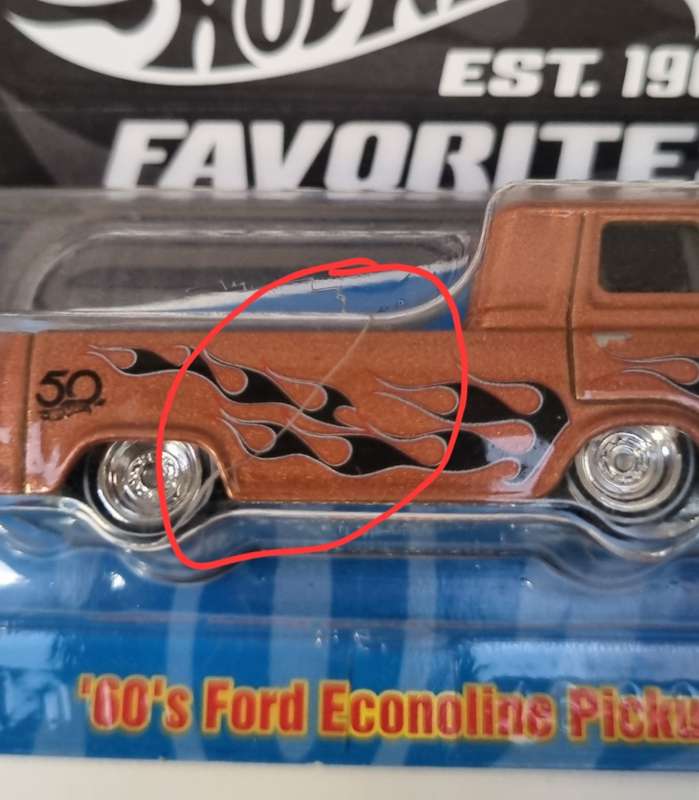 EST. 19
FAVORITE
50
'60's Ford Econoline Picku